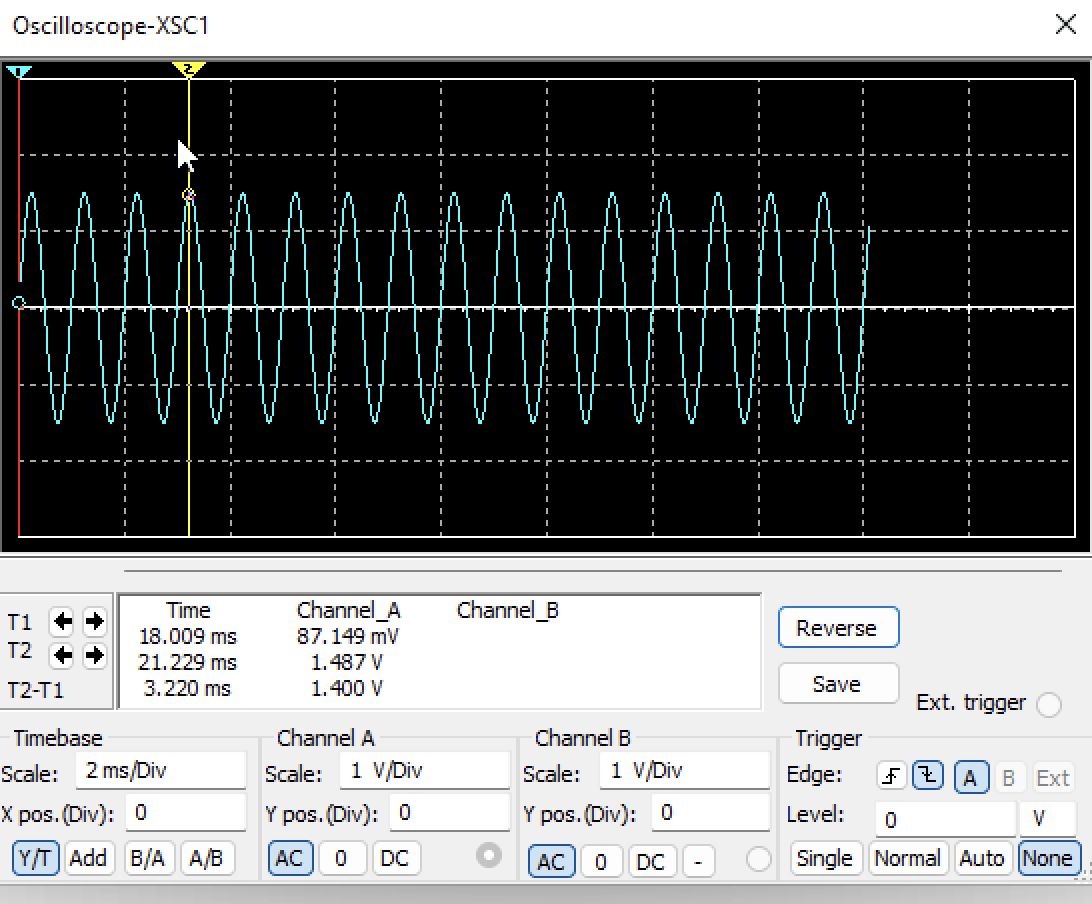 Oscilloscope-XSC1
1 2
Time Channel_A Channel_B
T1 18.009 ms 87.149 mV
T2 21.229 ms 1.487 V
T2-T1 3.220 ms 1.400 V
Reverse
Save
Ext. trigger
Timebase Channel A Channel B Trigger
Scale: 2 ms/Div Scale: 1 V/Div Scale: 1 V/Div Edge: A B Ext
X pos.(Div): 0 Y pos.(Div): 0 Y pos.(Div): 0 Level: 0 V
Y/T Add B/A A/B AC 0 DC AC 0 DC - Single Normal Auto None